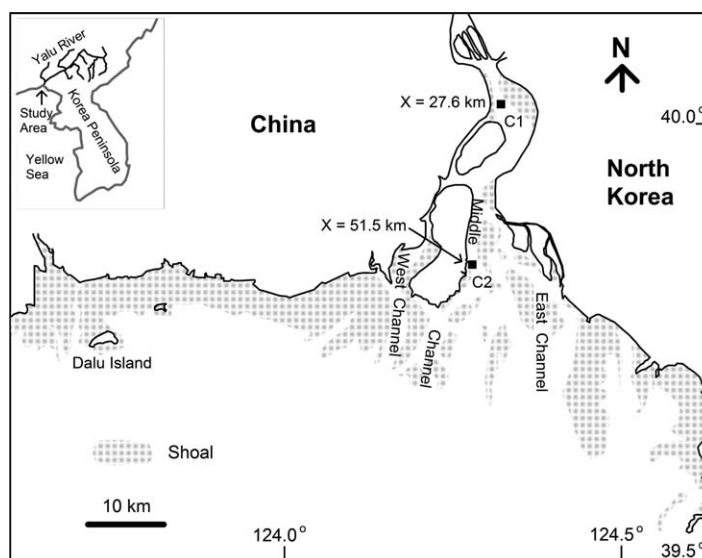 Yalu River
Study
Area
Korea Peninsola
Yellow
Sea
China
N
X = 27.6 km
C1
40.0°
North
Korea
X = 51.5 km
Middle
C2
West Channel
Channel
East Channel
Dalu Island
Shoal
10 km
124.0°
124.5°
39.5°